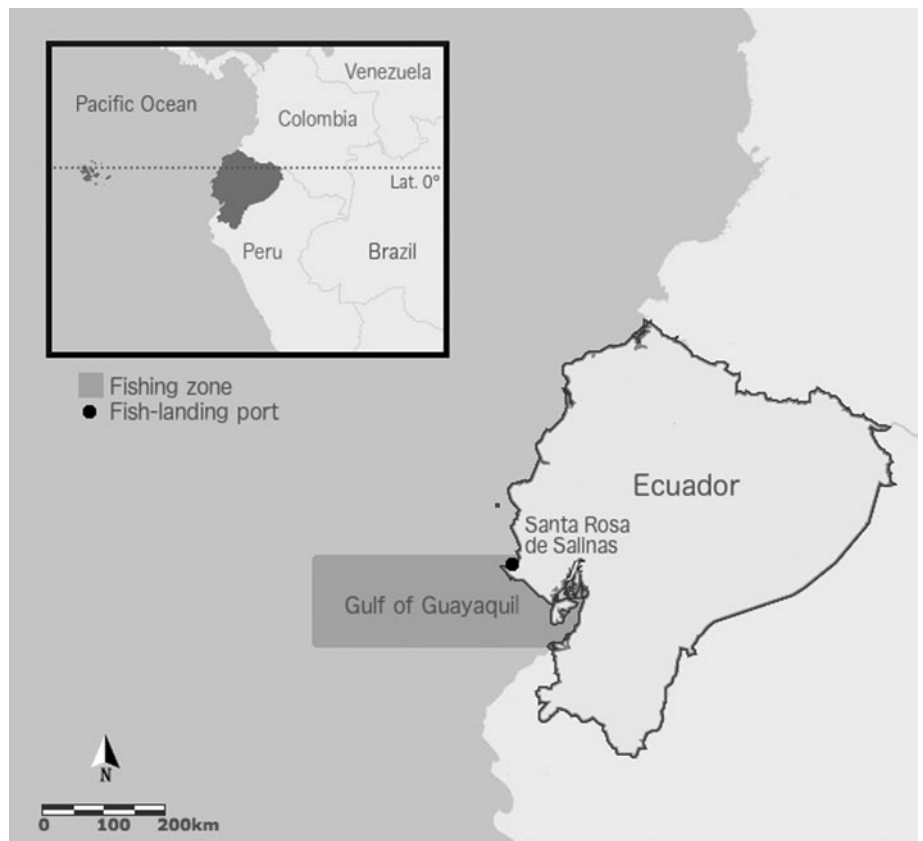 Venezuela
Pacific Ocean
Colombia
Lat. 0°
Peru
Brazil
Fishing zone
Fish-landing port
Ecuador
Santa Rosa
de Salinas
Gulf of Guayaquil
N
0 100 200km